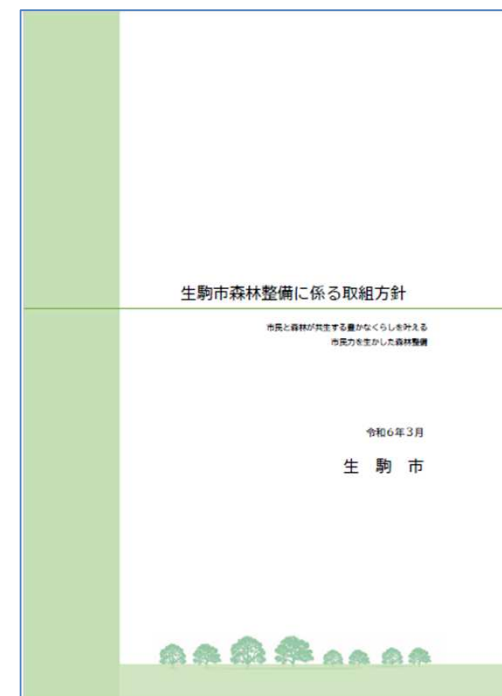 生駒市森林整備に係る取組方針
市民と森林が共生する豊かなくらしを叶える
市民力を生かした森林整備
令和6年3月
生 駒 市